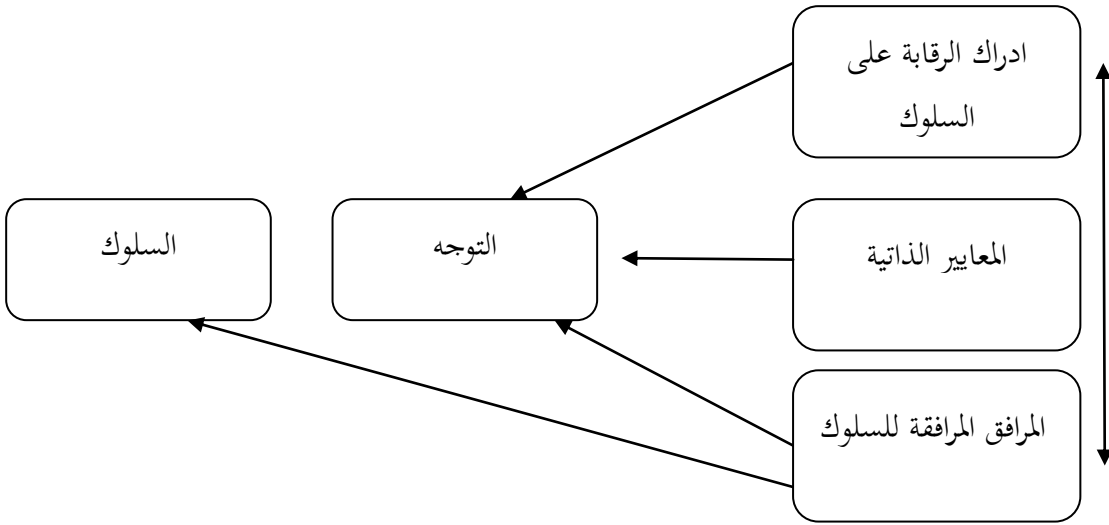 ادراك الرقابة على
السلوك
المعايير الذاتية
التوجه
السلوك
المرافق المرافقة للسلوك